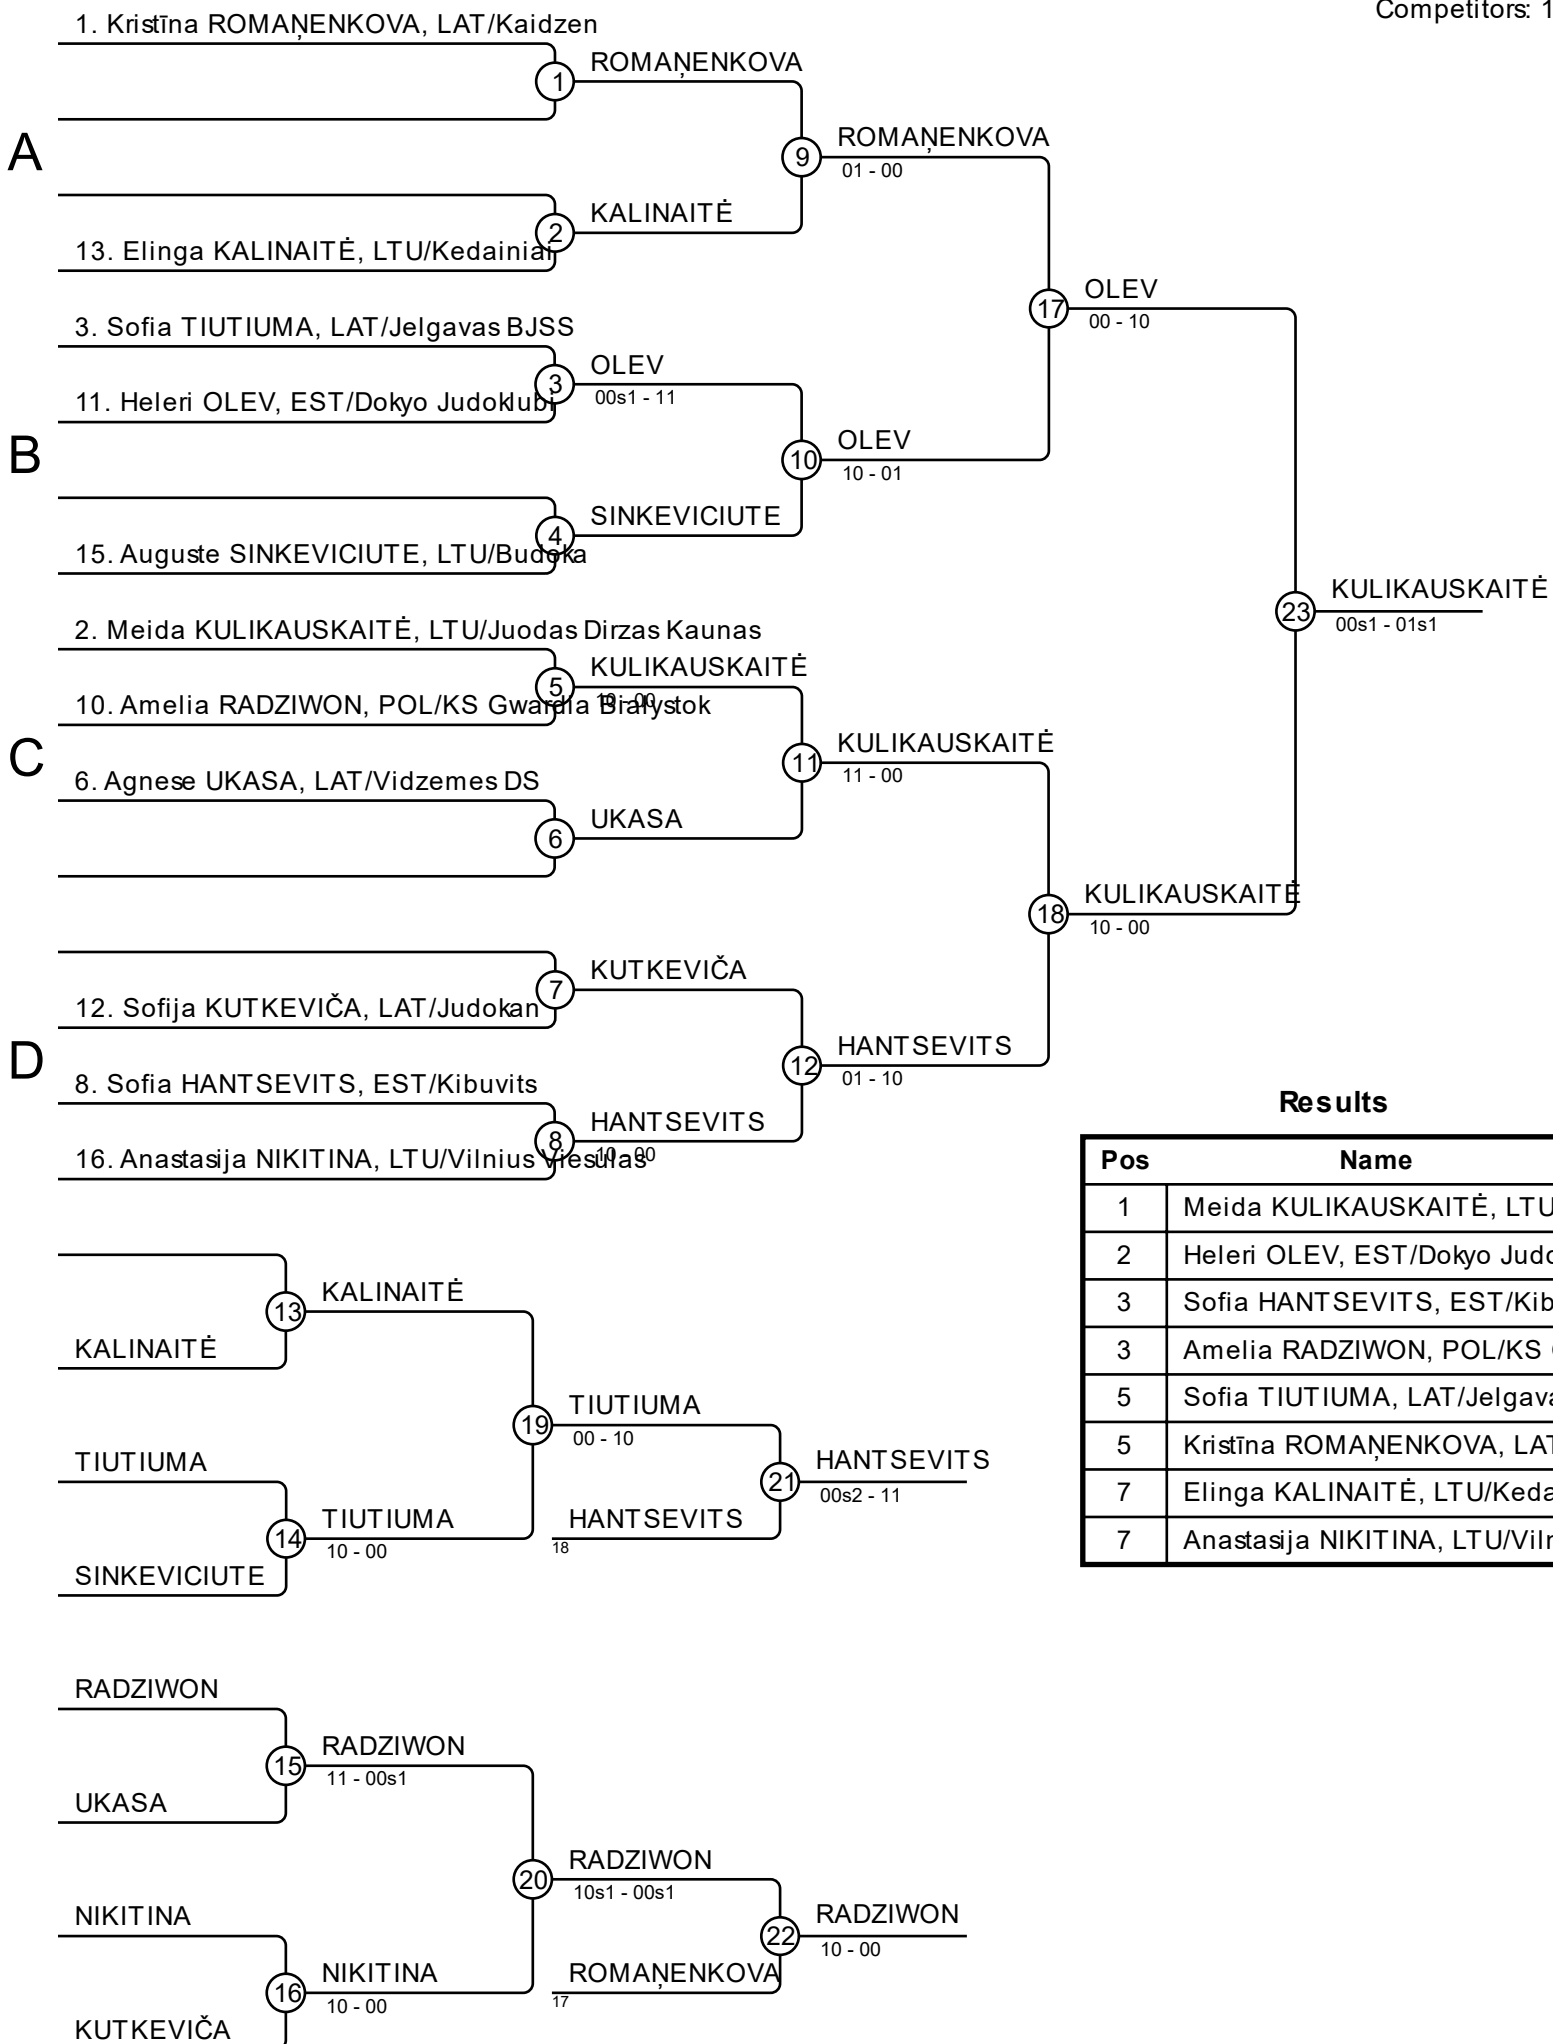 Competitors: 1
1. Kristīna ROMAŅENKOVA, LAT/Kaidzen
1
ROMAŅENKOVA
A
9
ROMAŅENKOVA
01 - 00
2
KALINAITĖ
13. Elinga KALINAITĖ, LTU/Kedainiai
3. Sofia TIUTIUMA, LAT/Jelgavas BJSS
17
OLEV
00 - 10
3
OLEV
00s1 - 11
11. Heleri OLEV, EST/Dokyo Judoklubi
B
10
OLEV
10 - 01
4
SINKEVICIUTE
15. Auguste SINKEVICIUTE, LTU/Budoka
23
KULIKAUSKAITĖ
00s1 - 01s1
2. Meida KULIKAUSKAITĖ, LTU/Juodas Dirzas Kaunas
5
KULIKAUSKAITĖ
10 - 00
10. Amelia RADZIWON, POL/KS Gwardia Bialystok
C
11
KULIKAUSKAITĖ
11 - 00
6. Agnese UKASA, LAT/Vidzemes DS
6
UKASA
18
KULIKAUSKAITĖ
10 - 00
7
KUTKEVIČA
12. Sofija KUTKEVIČA, LAT/Judokan
D
12
HANTSEVITS
01 - 10
8. Sofia HANTSEVITS, EST/Kibuvits
8
HANTSEVITS
10 - 00
16. Anastasija NIKITINA, LTU/Vilnius Viesulas
Results
Pos Name
1 Meida KULIKAUSKAITĖ, LTU
2 Heleri OLEV, EST/Dokyo Judo
3 Sofia HANTSEVITS, EST/Kib
3 Amelia RADZIWON, POL/KS
5 Sofia TIUTIUMA, LAT/Jelgava
5 Kristīna ROMAŅENKOVA, LAT
7 Elinga KALINAITĖ, LTU/Keda
7 Anastasija NIKITINA, LTU/Viln
13
KALINAITĖ
KALINAITĖ
19
TIUTIUMA
00 - 10
TIUTIUMA
14
TIUTIUMA
10 - 00
SINKEVICIUTE
21
HANTSEVITS
00s2 - 11
HANTSEVITS
18
RADZIWON
15
RADZIWON
11 - 00s1
UKASA
20
RADZIWON
10s1 - 00s1
NIKITINA
16
NIKITINA
10 - 00
KUTKEVIČA
22
RADZIWON
10 - 00
ROMAŅENKOVA
17